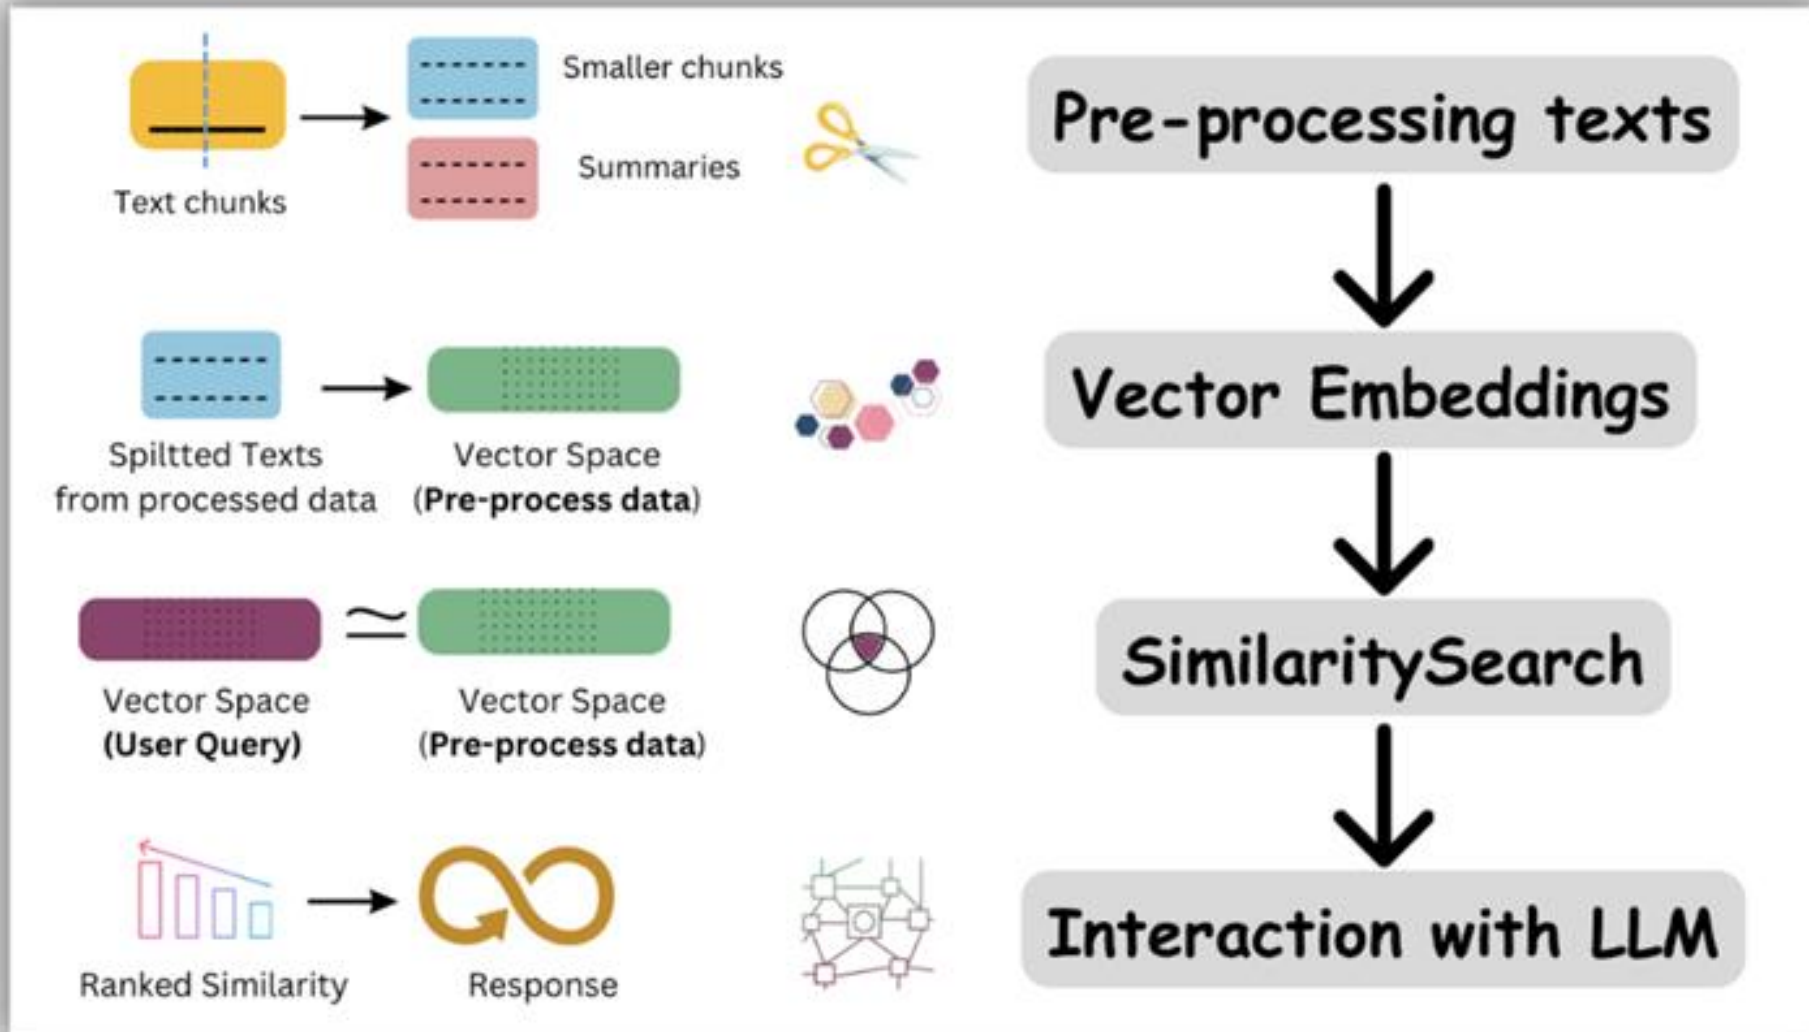 Smaller chunks
Summaries
Text chunks
Pre-processing texts
Spiltted Texts
from processed data
Vector Space
(Pre-process data)
Vector Embeddings
Vector Space
(User Query)
Vector Space
(Pre-process data)
SimilaritySearch
Ranked Similarity
Response
Interaction with LLM